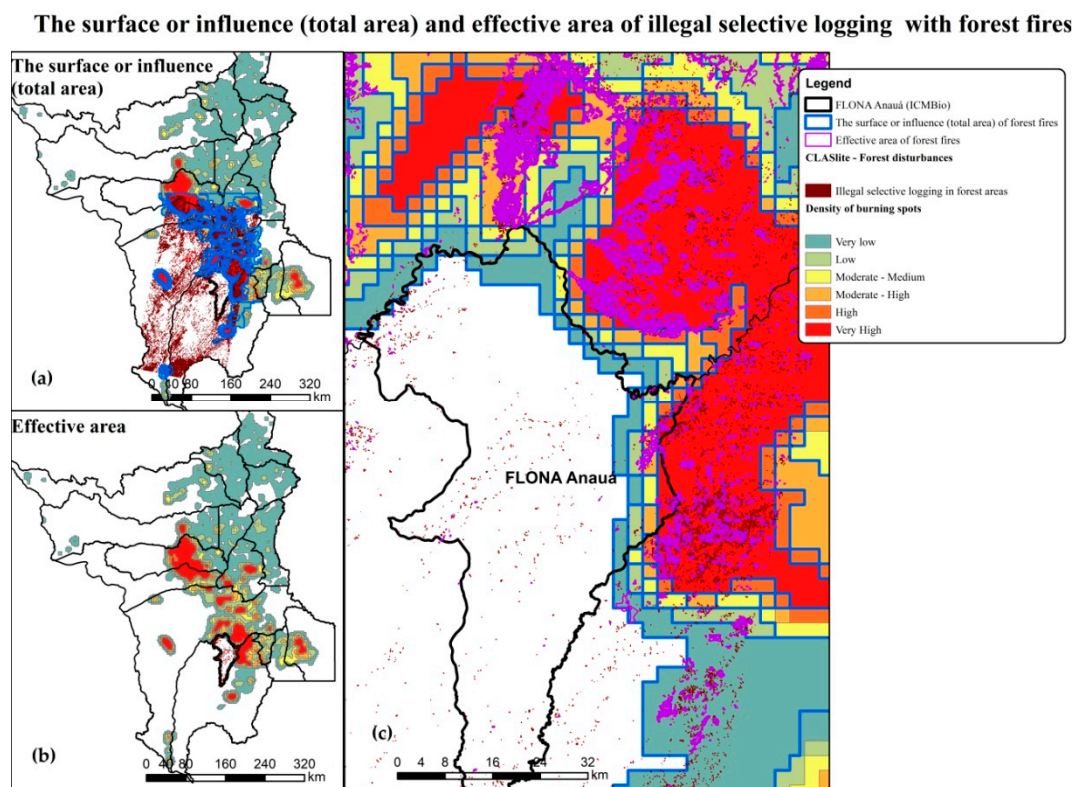 The surface or influence (total area) and effective area of illegal selective logging with forest fires
The surface or influence
(total area)
(a)
0 40 80 160 240 320
km
Effective area
(b)
0 40 80 160 240 320
km
FLONA Anauá
(c)
0 4 8 16 24 32
km
Legend
FLONA Anauá (ICMBio)
The surface or influence (total area) of forest fires
Effective area of forest fires
CLASlite - Forest disturbances
Illegal selective logging in forest areas
Density of burning spots
Very low
Low
Moderate - Medium
Moderate - High
High
Very High